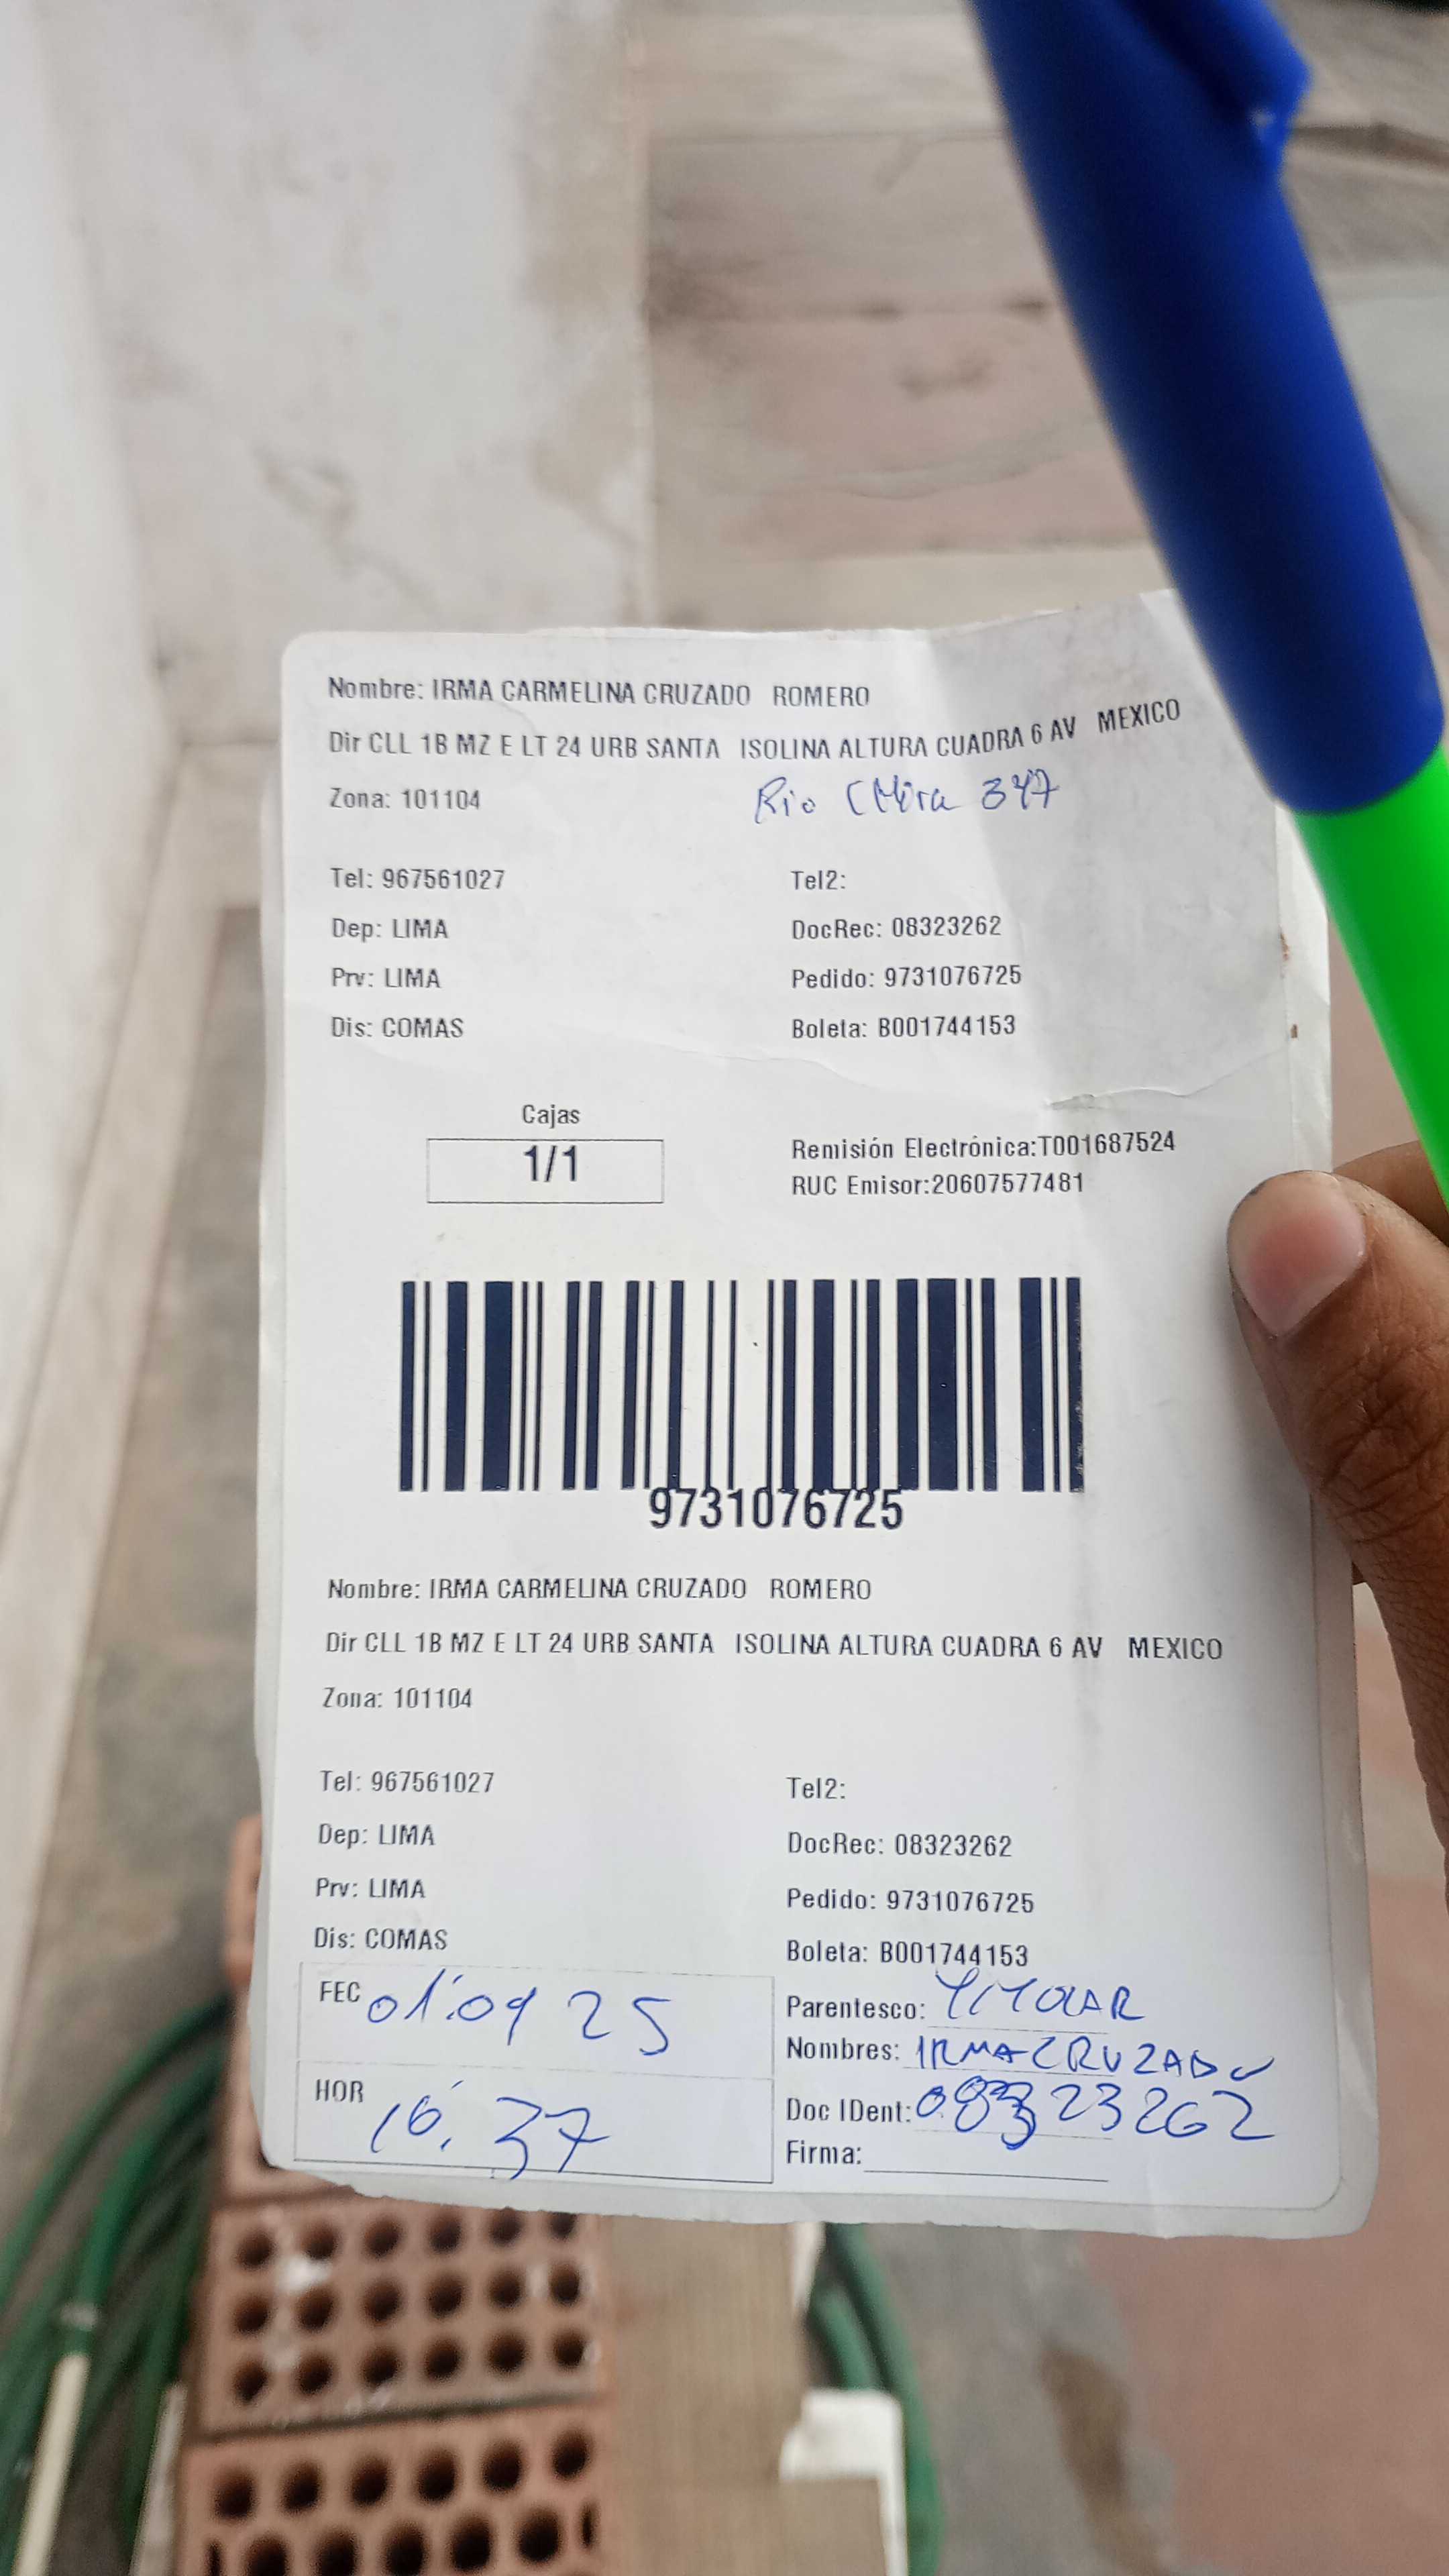 Nombre: IRMA CARMELINA CRUZADO ROMERO
Dir CLL 1B MZ E LT 24 URB SANTA ISOLINA ALTURA CUADRA 6 AV MEXICO
Rio 347
Zona: 101104
Tel: 967561027
Tel2:
Dep: LIMA
DocRec: 08323262
Prv: LIMA
Pedido: 9731076725
Dis: COMAS
Boleta: B001744153
Cajas
1/1
Remisión Electrónica:T001687524
RUC Emisor:20607577481
9731076725
Nombre: IRMA CARMELINA CRUZADO ROMERO
Dir CLL 1B MZ E LT 24 URB SANTA ISOLINA ALTURA CUADRA 6 AV MEXICO
Zona: 101104
Tel: 967561027
Tel2:
Dep: LIMA
DocRec: 08323262
Prv: LIMA
Pedido: 9731076725
Dis: COMAS
Boleta: B001744153
FEC 01.09 25
Parentesco:
Nombres: IRMA CRUZADO
HOR 16.37
Doc IDent: 08323262
Firma: